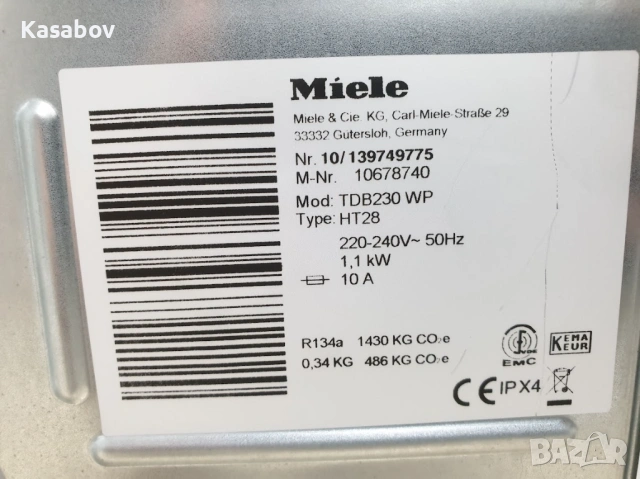 Kasabov
Miele
Miele & Cie. KG, Carl-Miele-Straße 29
33332 Gütersloh, Germany
Nr. 10/139749775
M-Nr. 10678740
Mod: TDB230 WP
Type: HT28
220-240V~ 50Hz
1,1 kW
10 A
R134a 1430 KG CO₂e
0,34 KG 486 KG CO₂e
VDE
EMC
KEMA
KEUR
CE IPX4
BAZAR